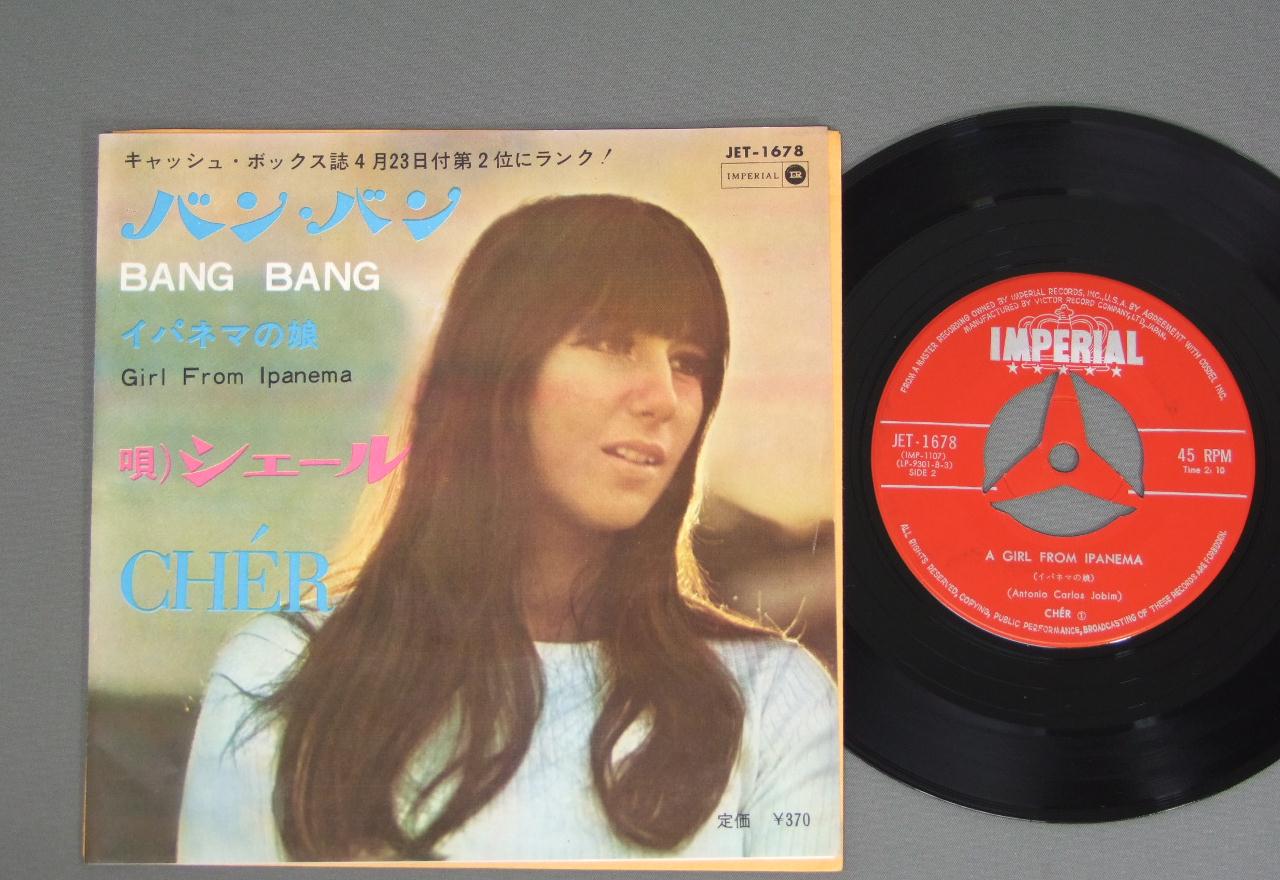 キャッシュ・ボックス誌4月23日付第2位にランク!
JET-1678
IMPERIAL IR
バン・バン
BANG BANG
イパネマの娘
Girl From Ipanema
唄)シェール
CHÉR
定価 ¥370
FROM A MASTER RECORDING OWNED BY IMPERIAL RECORDS, INC., U.S.A. BY AGREEMENT WITH COSDEL INC.
MANUFACTURED BY VICTOR RECORD COMPANY, LTD., JAPAN.
IMPERIAL
JET-1678
(IMP-1107)
(LP-9301-B-3)
SIDE 2
45 RPM
Time 2: 10
A GIRL FROM IPANEMA
(イパネマの娘)
(Antonio Carlos Jobim)
CHÉR ①
ALL RIGHTS RESERVED, COPYING, PUBLIC PERFORMANCE, BROADCASTING OF THESE RECORDS ARE FORBIDDEN.